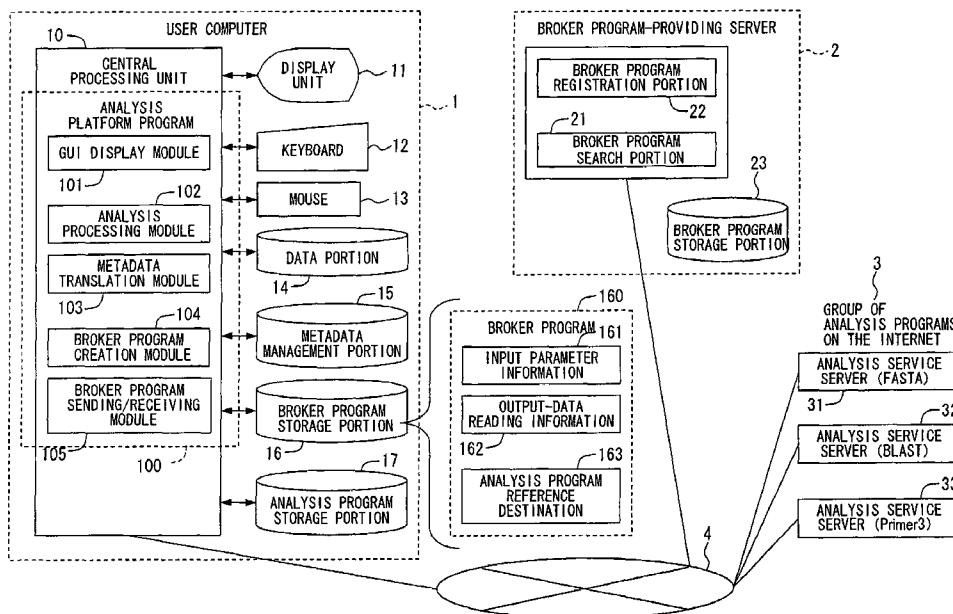 USER COMPUTER
10
CENTRAL
PROCESSING UNIT
ANALYSIS
PLATFORM PROGRAM
GUI DISPLAY MODULE
101
102
ANALYSIS
PROCESSING MODULE
METADATA
TRANSLATION MODULE
103
104
BROKER PROGRAM
CREATION MODULE
BROKER PROGRAM
SENDING/RECEIVING
MODULE
105
100
DISPLAY
UNIT
11
1
KEYBOARD
12
MOUSE
13
DATA PORTION
14
15
METADATA
MANAGEMENT PORTION
BROKER PROGRAM
STORAGE PORTION
16
17
ANALYSIS PROGRAM
STORAGE PORTION
160
BROKER PROGRAM
161
INPUT PARAMETER
INFORMATION
OUTPUT-DATA
READING INFORMATION
162
163
ANALYSIS PROGRAM
REFERENCE
DESTINATION
BROKER PROGRAM-PROVIDING SERVER
2
BROKER PROGRAM
REGISTRATION PORTION
22
21
BROKER PROGRAM
SEARCH PORTION
23
BROKER PROGRAM
STORAGE PORTION
3
GROUP OF
ANALYSIS PROGRAMS
ON THE INTERNET
ANALYSIS SERVICE
SERVER (FASTA)
31
32
ANALYSIS SERVICE
SERVER (BLAST)
33
ANALYSIS SERVICE
SERVER (Primer3)
4